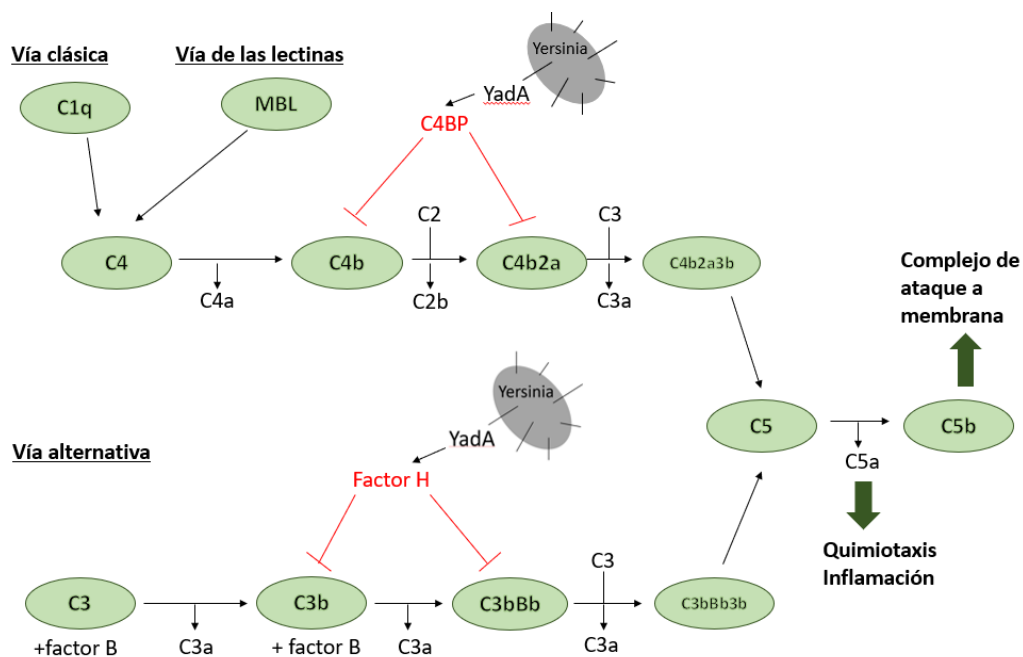 Vía clásica
Vía de las lectinas
Yersinia
C1q
MBL
YadA
C4BP
C2
C3
C4
C4b
C4b2a
C4b2a3b
C4a
C2b
C3a
Complejo de
ataque a
membrana
Yersinia
YadA
C5
C5b
Vía alternativa
C5a
Factor H
Quimiotaxis
Inflamación
C3
C3
C3b
C3bBb
C3bBb3b
+factor B
C3a
+ factor B
C3a
C3a